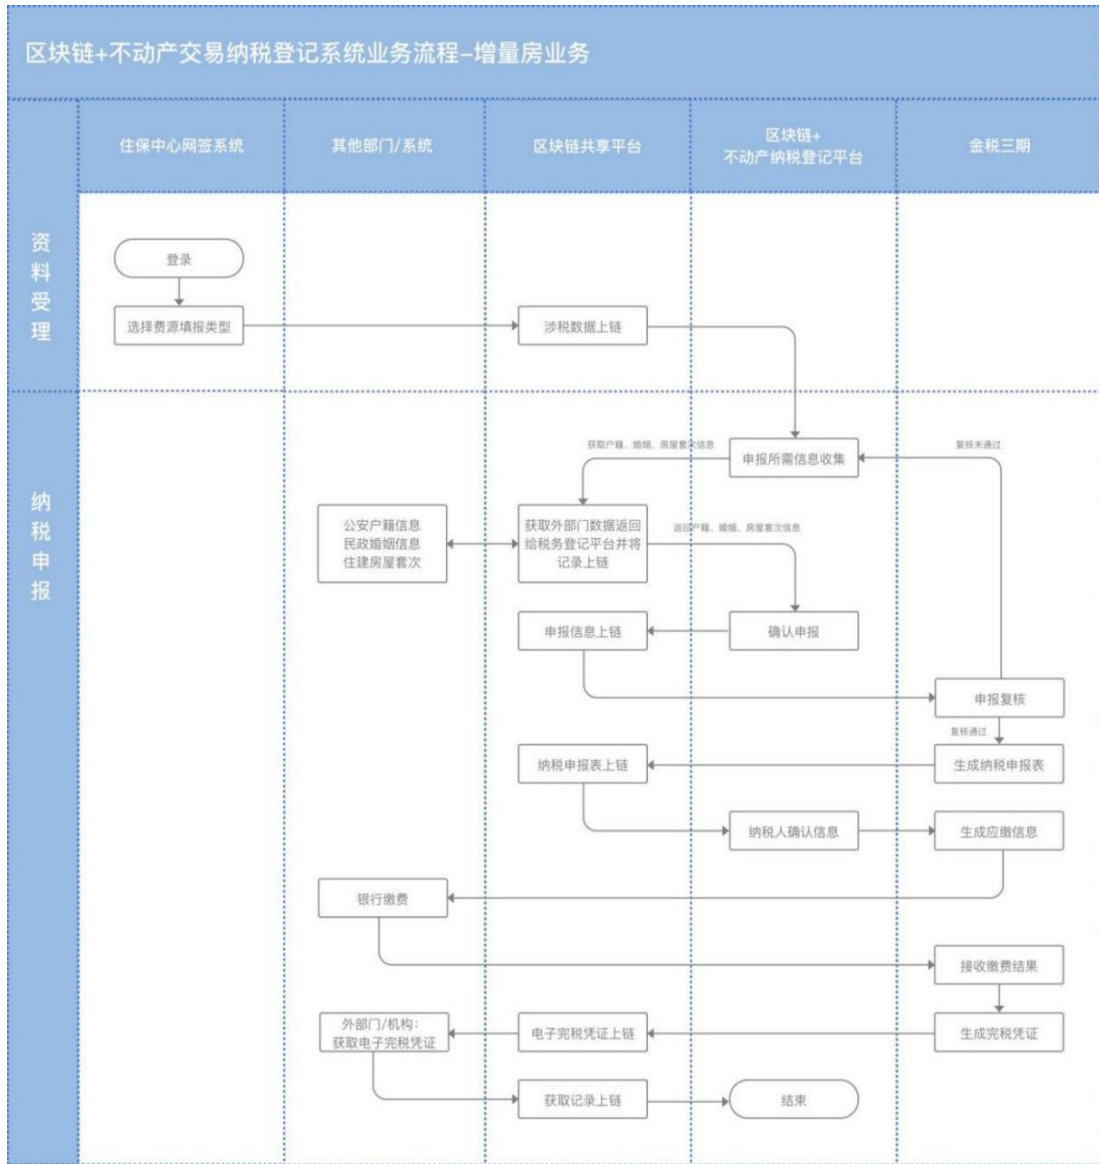 区块链+不动产交易纳税登记系统业务流程-增量房业务
住保中心网签系统
其他部门/系统
区块链共享平台
区块链+
不动产纳税登记平台
金税三期
资料受理
登录
选择费源填报类型
涉税数据上链
纳税申报
获取户籍、婚姻、房屋套次信息
申报所需信息收集
复核未通过
公安户籍信息
民政婚姻信息
住建房屋套次
获取外部门数据返回
给税务登记平台并将
记录上链
返回户籍、婚姻、房屋套次信息
申报信息上链
确认申报
申报复核
复核通过
纳税申报表上链
生成纳税申报表
纳税人确认信息
生成应缴信息
银行缴费
接收缴费结果
外部门/机构:
获取电子完税凭证
电子完税凭证上链
生成完税凭证
获取记录上链
结束